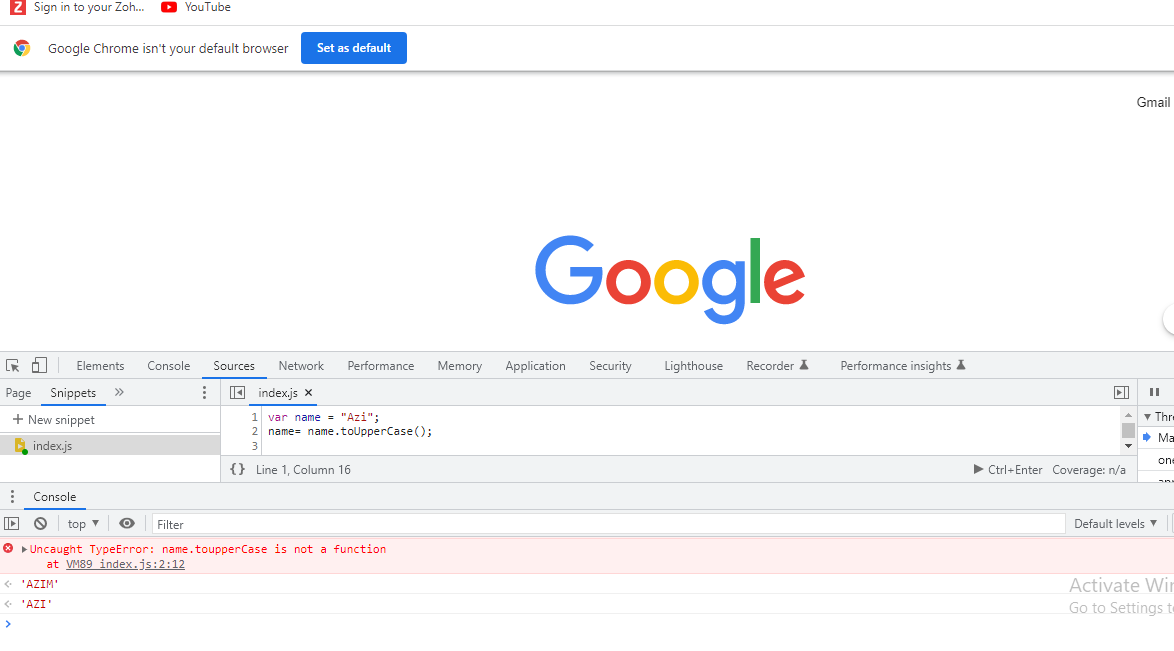 Sign in to your Zoh... YouTube
Google Chrome isn't your default browser Set as default
Gmail
Google
Elements Console Sources Network Performance Memory Application Security Lighthouse Recorder Performance insights
Page Snippets » index.js ×
+ New snippet
index.js
1 var name = "Azi";
2 name= name.toUpperCase();
3
{} Line 1, Column 16 Ctrl+Enter Coverage: n/a
Thre
Ma
one
Console
top ▼ Filter Default levels ▼
Uncaught TypeError: name.toupperCase is not a function
at VM89 index.js:2:12
'AZIM'
'AZI'
Activate Win
Go to Settings t